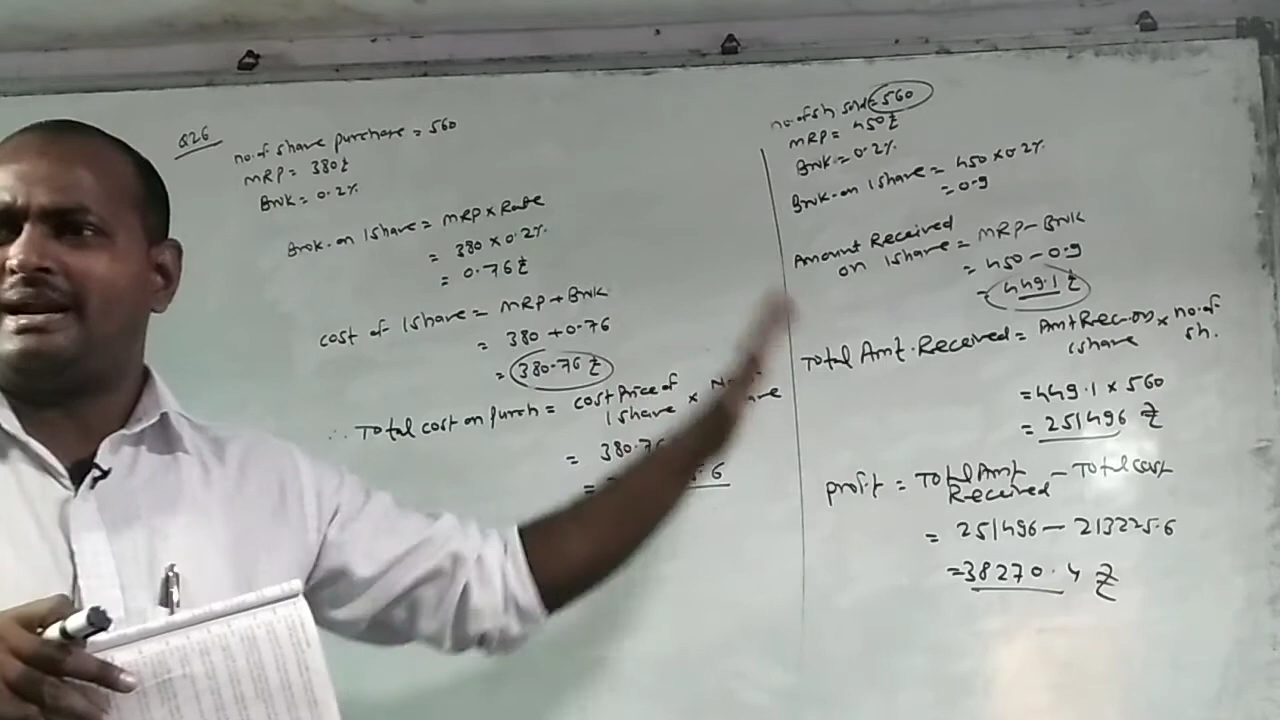 Q26
no. of share purchase = 560
MRP = 380 ₹
BRK = 0.2%
Brok. on 1 share = MRP x Rate
= 380 x 0.2%
= 0.76 ₹
cost of 1 share = MRP + BRK
= 380 + 0.76
= 380.76 ₹
∴ Total cost on purch = cost price of 1 share x
= 380.76
=
no. of sh sold = 560
MRP = 450 ₹
BRK = 0.2%
BRK. on 1 share = 450 x 0.2%
= 0.9
Amount Received on 1 share = MRP - BRK
= 450 - 0.9
= 449.1 ₹
Total Amt. Received = Amt Rec. on 1 share x no. of sh.
= 449.1 x 560
= 251496 ₹
profit = Total Amt Received - Total cost
= 251496 - 213225.6
= 38270.4 ₹